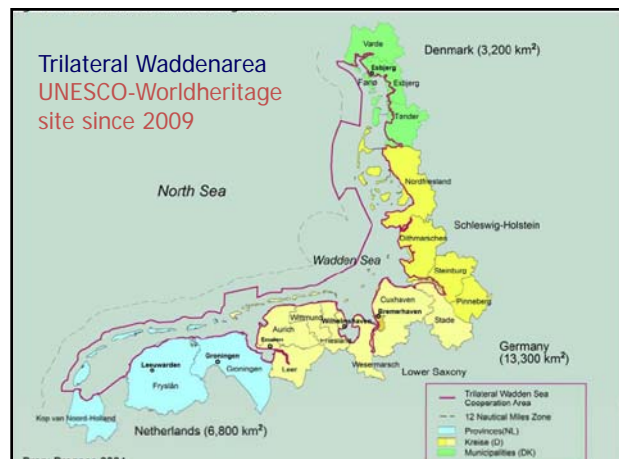 Trilateral Waddenarea
UNESCO-Worldheritage
site since 2009
Denmark (3,200 km²)
Varde
Esbjerg
Fanø
Esbjerg
Tønder
North Sea
Nordfriesland
Schleswig-Holstein
Dithmarschen
Wadden Sea
Steinburg
Pinneberg
Cuxhaven
Stade
Wittmund
Wilhelmshaven
Bremerhaven
Aurich
Friesland
Emden
Germany
(13,300 km²)
Leer
Wesermarsch
Lower Saxony
Leeuwarden
Groningen
Groningen
Fryslân
Kop van Noord-Holland
Netherlands (6,800 km²)
Trilateral Wadden Sea
Cooperation Area
12 Nautical Miles Zone
Provinces(NL)
Kreise (D)
Municipalities (DK)